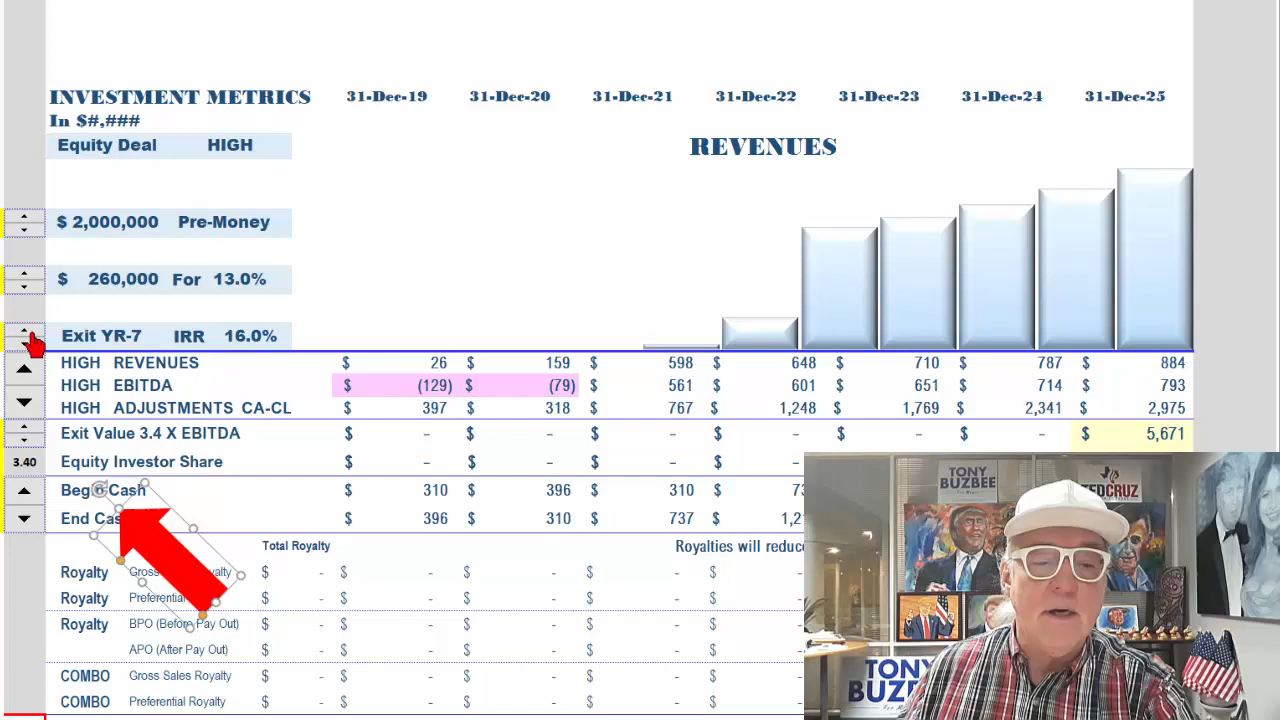 INVESTMENT METRICS 31-Dec-19 31-Dec-20 31-Dec-21 31-Dec-22 31-Dec-23 31-Dec-24 31-Dec-25
In $#,###
Equity Deal HIGH
REVENUES
$ 2,000,000 Pre-Money
$ 260,000 For 13.0%
Exit YR-7 IRR 16.0%
HIGH REVENUES $ 26 $ 159 $ 598 $ 648 $ 710 $ 787 $ 884
HIGH EBITDA $ (129) $ (79) $ 561 $ 601 $ 651 $ 714 $ 793
HIGH ADJUSTMENTS CA-CL $ 397 $ 318 $ 767 $ 1,248 $ 1,769 $ 2,341 $ 2,975
Exit Value 3.4 X EBITDA $ - $ - $ - $ - $ - $ - $ 5,671
3.40 Equity Investor Share $ - $ - $ - $ -
Cash $ 310 $ 396 $ 310 $
End $ 396 $ 310 $ 737 $
Total Royalty Royalties will
Royalty $ - $ - $ - $ - $ -
Royalty $ - $ - $ - $ - $ -
Royalty BPO (Before Pay Out) $ - $ - $ - $ - $ -
APO (After Pay Out) $ - $ - $ - $ - $ -
COMBO Gross Sales Royalty $ - $ - $ - $ - $ -
COMBO Preferential Royalty $ - $ - $ - $ - $ -
TONY
BUZBEE
CRUZ
TONY